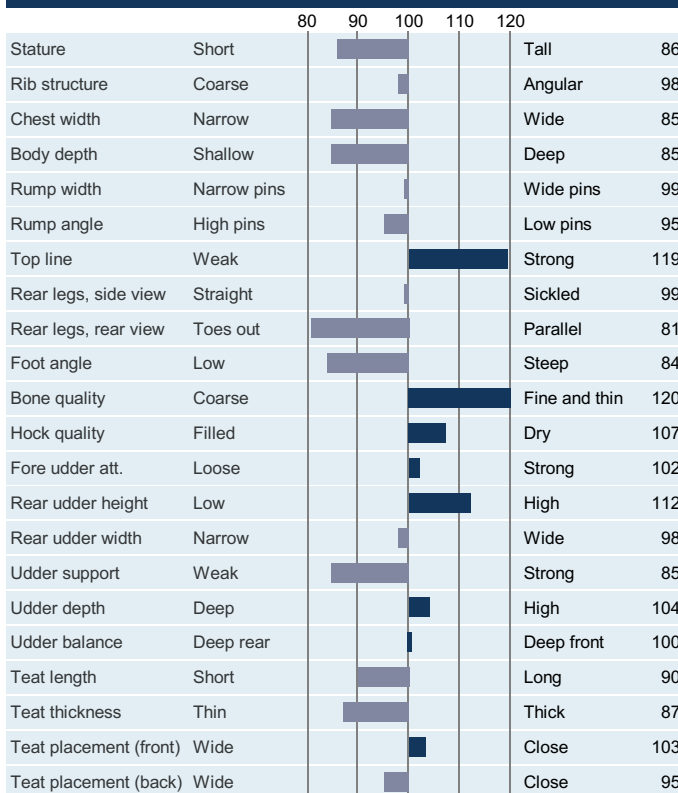 80 90 100 110 120
Stature Short Tall 86
Rib structure Coarse Angular 98
Chest width Narrow Wide 85
Body depth Shallow Deep 85
Rump width Narrow pins Wide pins 99
Rump angle High pins Low pins 95
Top line Weak Strong 119
Rear legs, side view Straight Sickled 99
Rear legs, rear view Toes out Parallel 81
Foot angle Low Steep 84
Bone quality Coarse Fine and thin 120
Hock quality Filled Dry 107
Fore udder att. Loose Strong 102
Rear udder height Low High 112
Rear udder width Narrow Wide 98
Udder support Weak Strong 85
Udder depth Deep High 104
Udder balance Deep rear Deep front 100
Teat length Short Long 90
Teat thickness Thin Thick 87
Teat placement (front) Wide Close 103
Teat placement (back) Wide Close 95